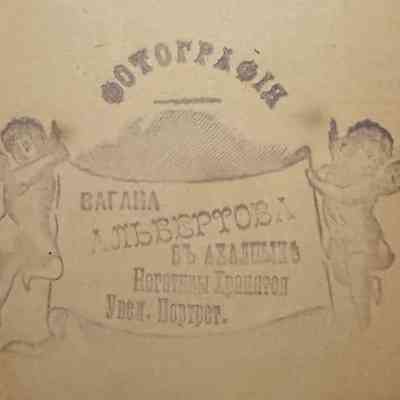 ФОТОГРАФІЯ
ВАГАНА
АЛЬБЕРТОВА
ВЪ АХАЛЦЫХѢ
Негативы Хранятся
Увел. Портрет.